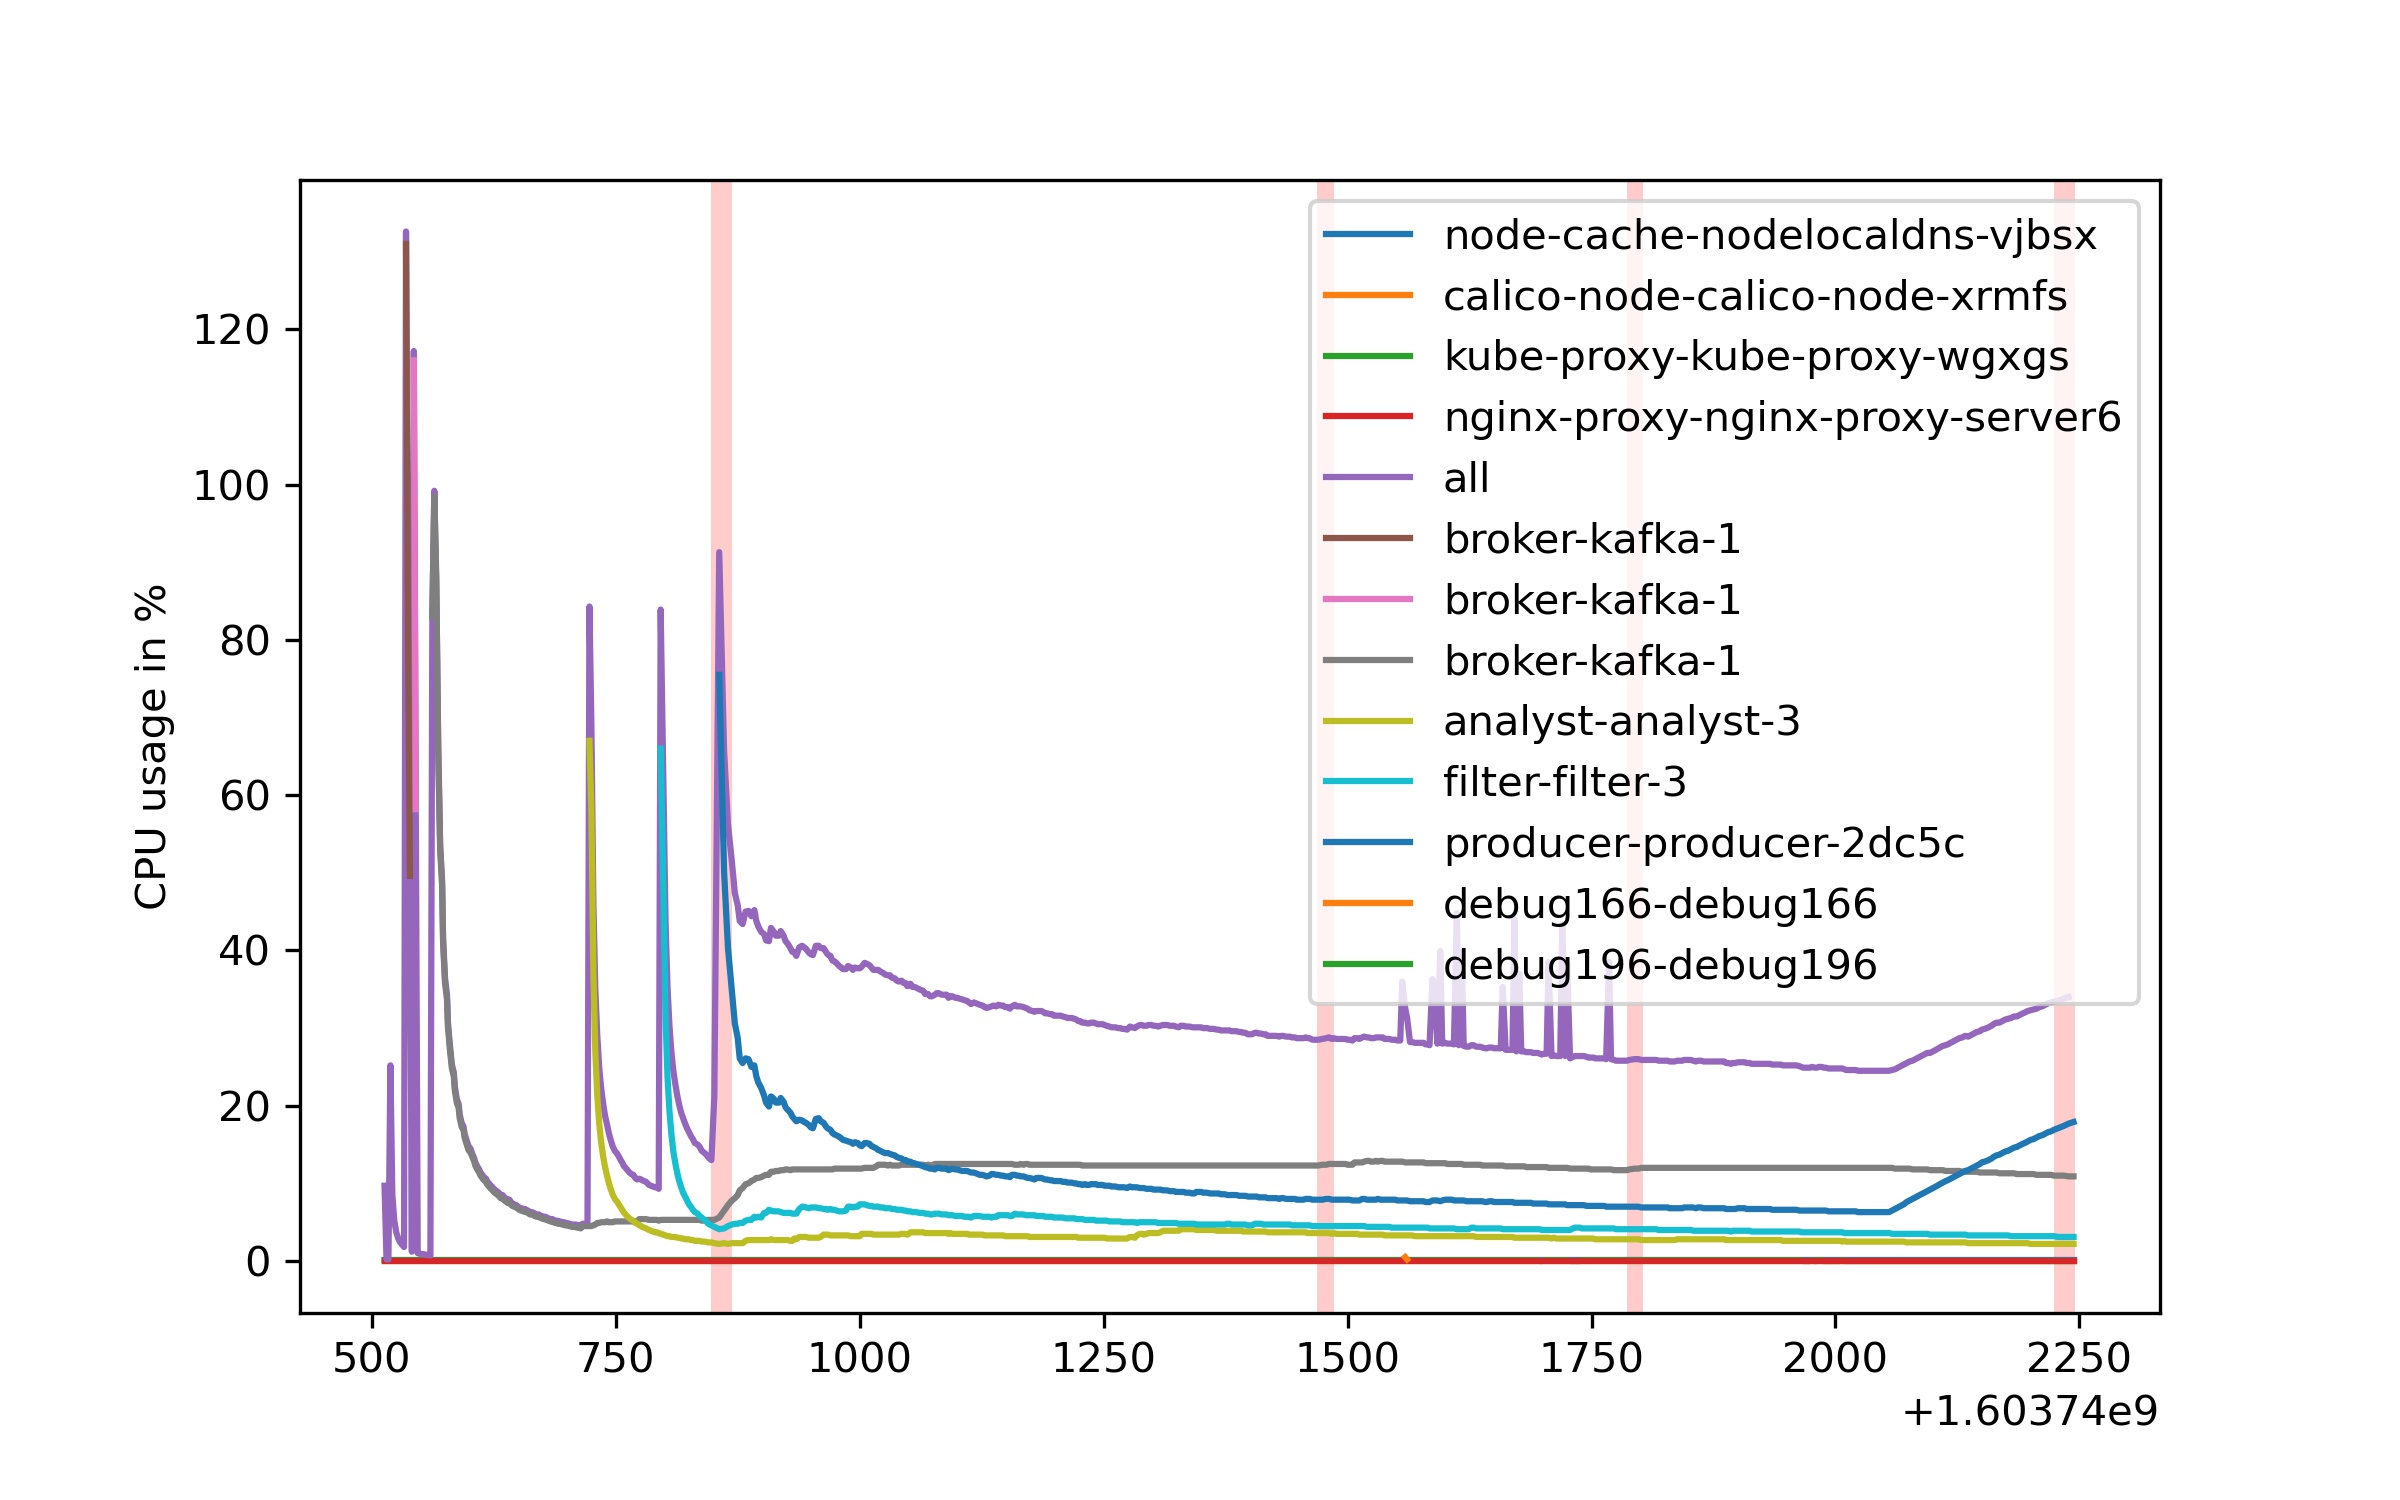 120
100
80
60
40
20
0
CPU usage in %
node-cache-nodelocaldns-vjbsx
calico-node-calico-node-xrmfs
kube-proxy-kube-proxy-wgxgs
nginx-proxy-nginx-proxy-server6
all
broker-kafka-1
broker-kafka-1
broker-kafka-1
analyst-analyst-3
filter-filter-3
producer-producer-2dc5c
debug166-debug166
debug196-debug196
500 750 1000 1250 1500 1750 2000 2250
+1.60374e9